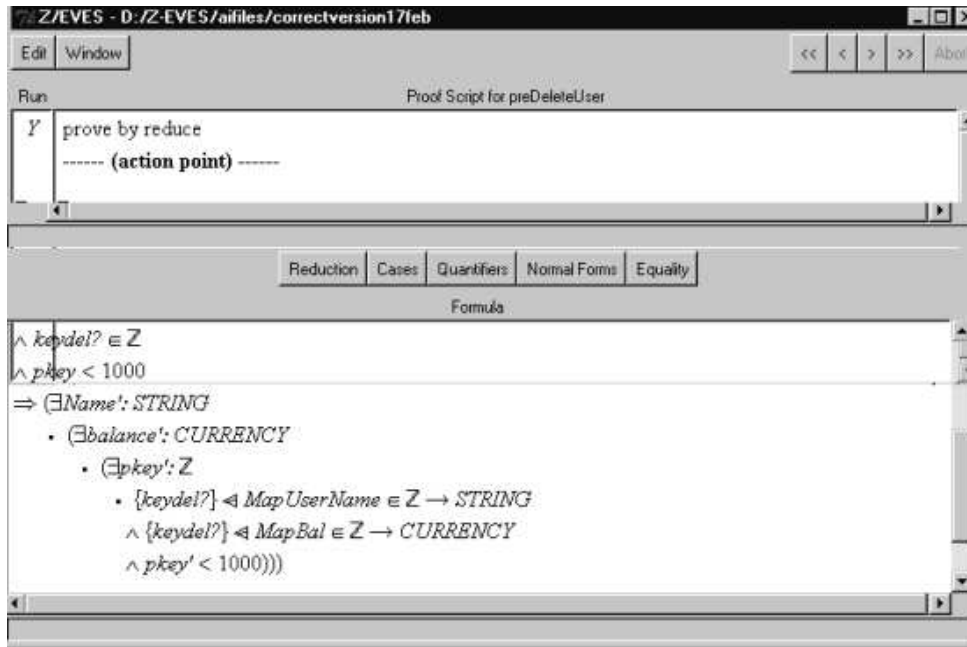 Z/EVES - D:/Z-EVES/aifiles/correctversion17feb
Edit Window << < > >>
Run Proof Script for preDeleteUser
Y prove by reduce
------ (action point) ------
Reduction Cases Quantifiers Normal Forms Equality
Formula
∧ keydel? ∈ ℤ
∧ pkey < 1000
⇒ (∃Name': STRING
• (∃balance': CURRENCY
• (∃pkey': ℤ
• {keydel?} ⩤ MapUserName ∈ ℤ → STRING
∧ {keydel?} ⩤ MapBal ∈ ℤ → CURRENCY
∧ pkey' < 1000)))